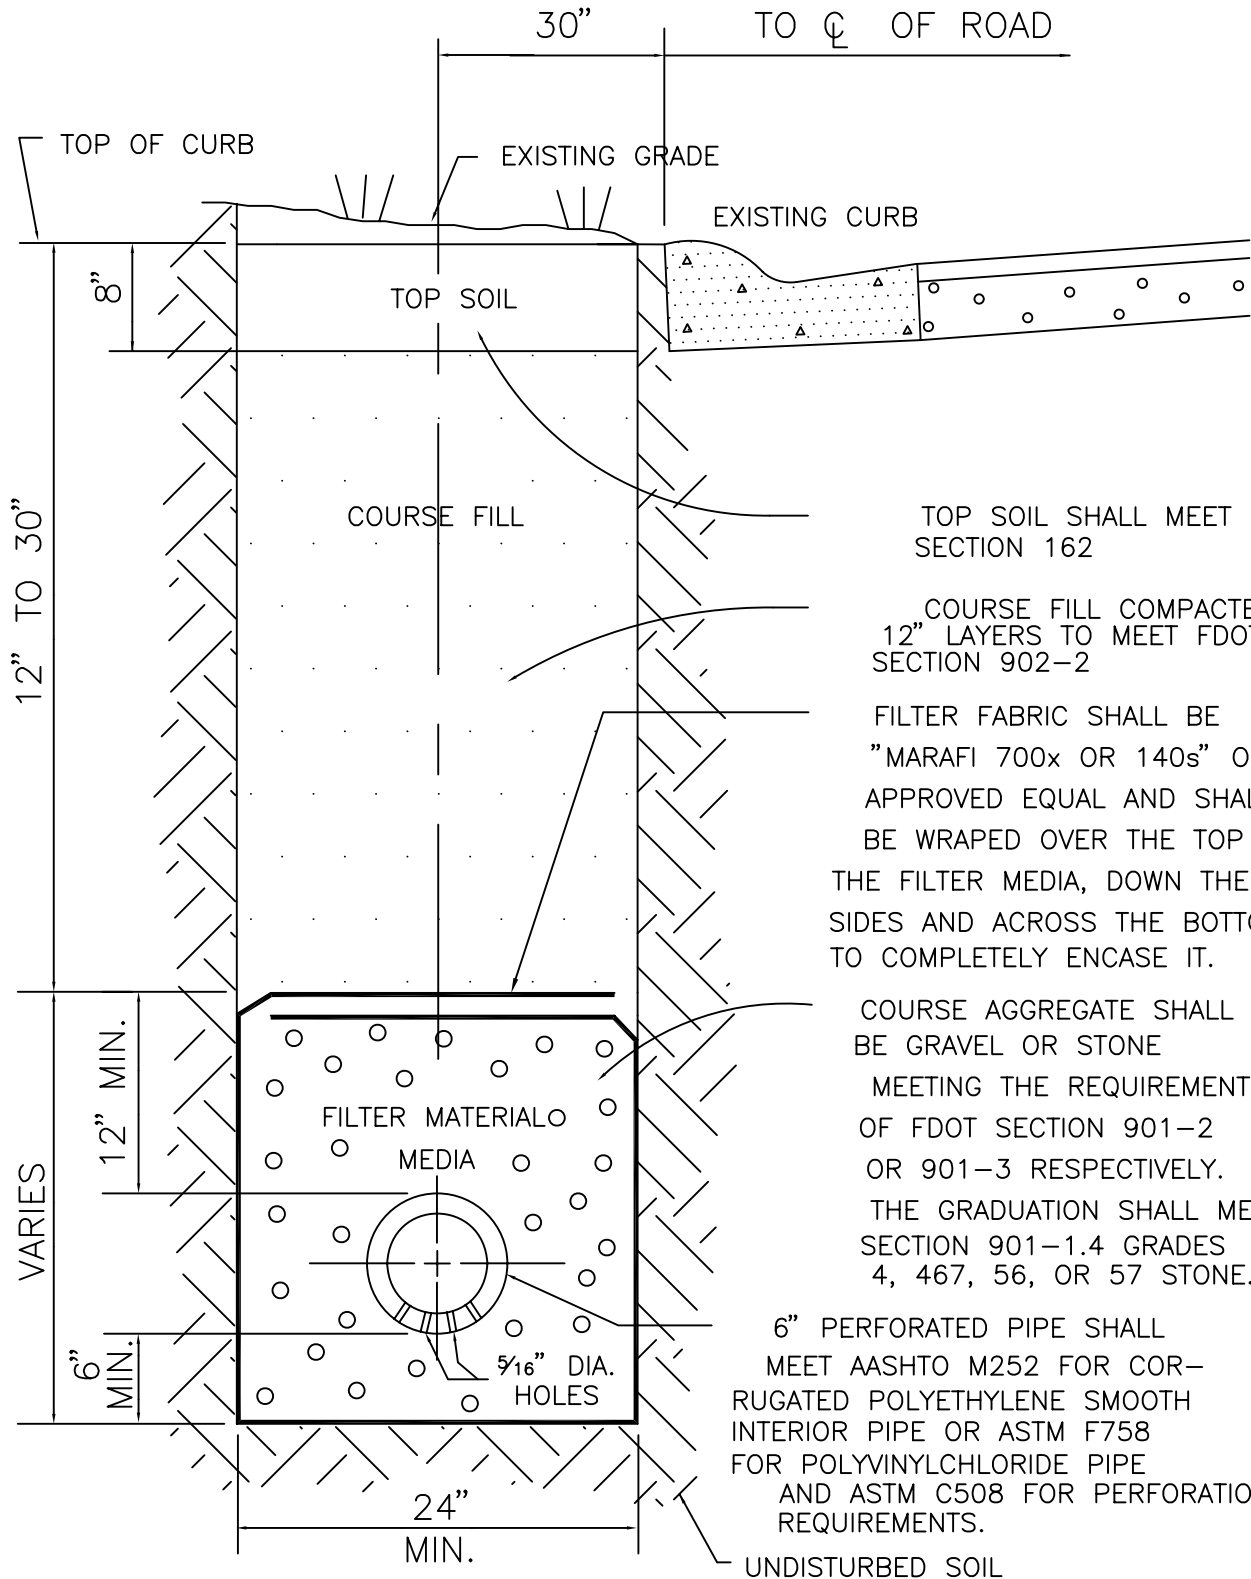 30" TO ℄ OF ROAD
TOP OF CURB
EXISTING GRADE
EXISTING CURB
8"
TOP SOIL
12" TO 30"
COURSE FILL
TOP SOIL SHALL MEET
SECTION 162
COURSE FILL COMPACTE
12" LAYERS TO MEET FDOT
SECTION 902-2
FILTER FABRIC SHALL BE
"MARAFI 700x OR 140s" O
APPROVED EQUAL AND SHAL
BE WRAPED OVER THE TOP
THE FILTER MEDIA, DOWN THE
SIDES AND ACROSS THE BOTTO
TO COMPLETELY ENCASE IT.
COURSE AGGREGATE SHALL
BE GRAVEL OR STONE
MEETING THE REQUIREMENT
OF FDOT SECTION 901-2
OR 901-3 RESPECTIVELY.
THE GRADUATION SHALL ME
SECTION 901-1.4 GRADES
4, 467, 56, OR 57 STONE.
12" MIN.
FILTER MATERIAL
MEDIA
VARIES
6"
MIN.
5/16" DIA.
HOLES
6" PERFORATED PIPE SHALL
MEET AASHTO M252 FOR COR-
RUGATED POLYETHYLENE SMOOTH
INTERIOR PIPE OR ASTM F758
FOR POLYVINYLCHLORIDE PIPE
AND ASTM C508 FOR PERFORATIO
REQUIREMENTS.
24"
MIN.
UNDISTURBED SOIL